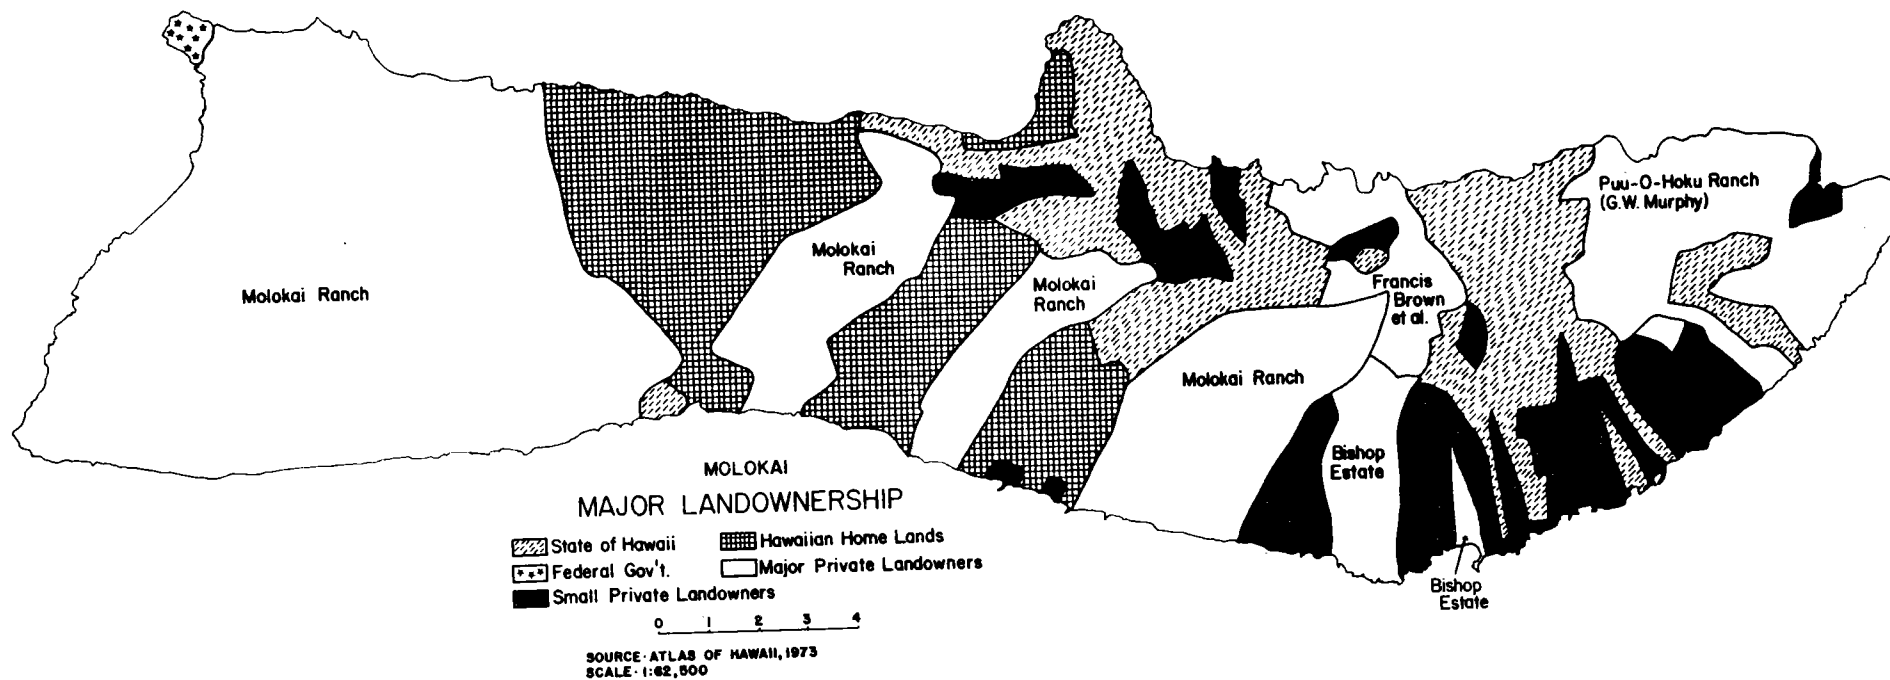 Molokai Ranch
Molokai
Ranch
Molokai
Ranch
Molokai Ranch
Francis
Brown
et al.
Puu-O-Hoku Ranch
(G.W. Murphy)
Bishop
Estate
Bishop
Estate
MOLOKAI
MAJOR LANDOWNERSHIP
State of Hawaii
Hawaiian Home Lands
Federal Gov't.
Major Private Landowners
Small Private Landowners
0 1 2 3 4
SOURCE·ATLAS OF HAWAII, 1973
SCALE·1:62,500